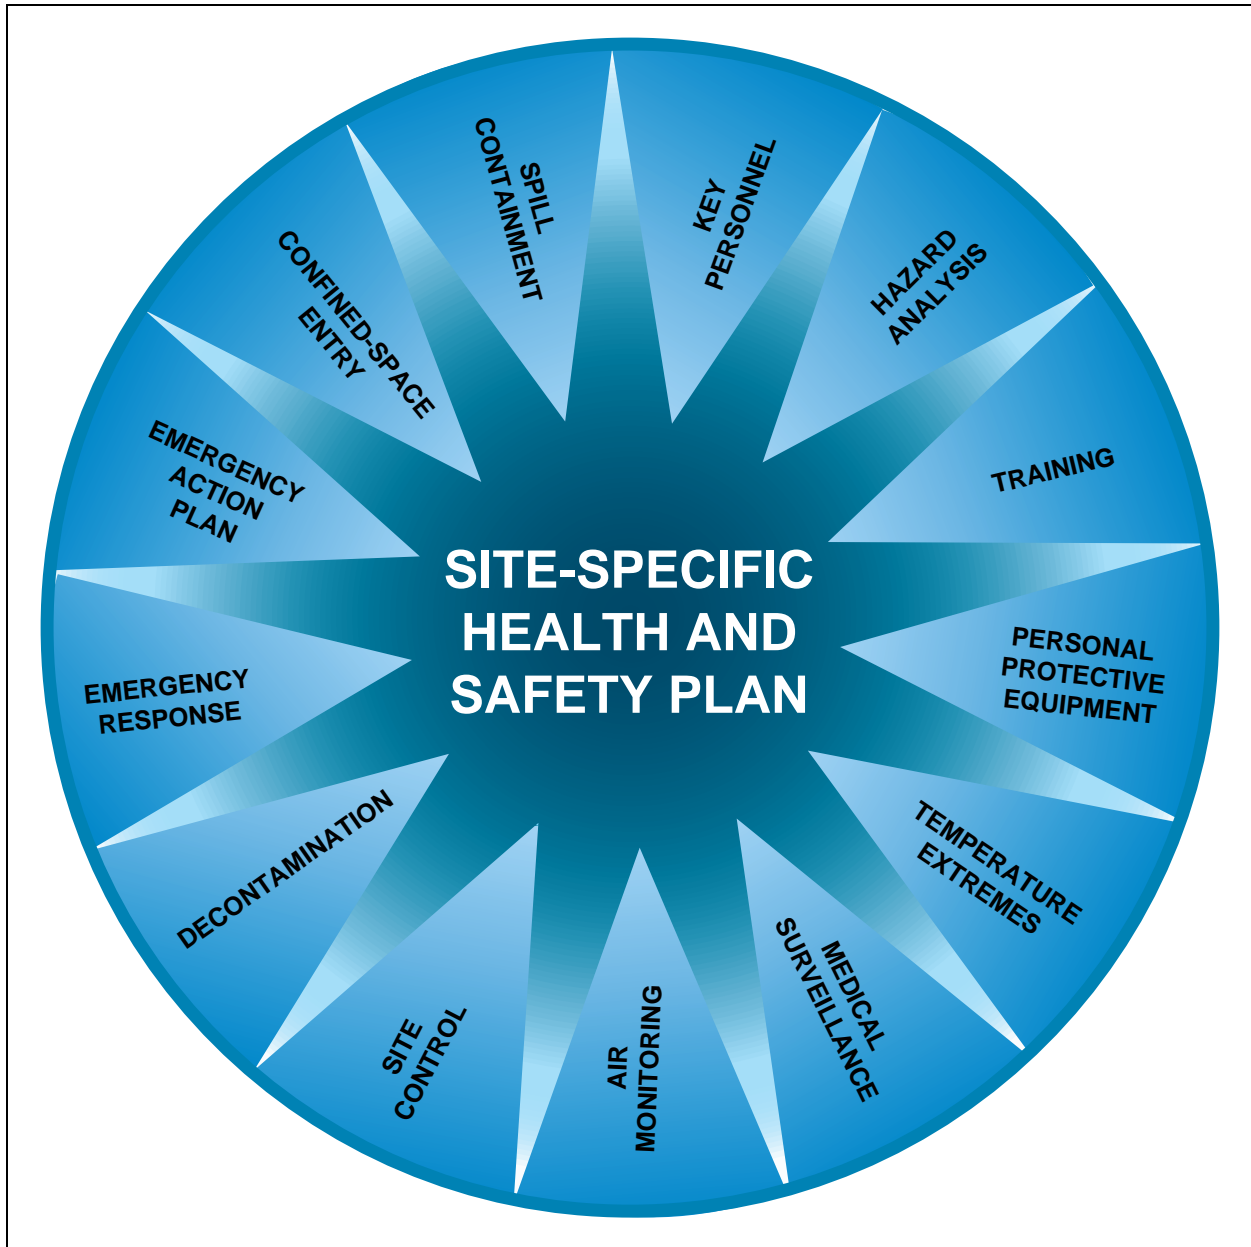 SITE-SPECIFIC
HEALTH AND
SAFETY PLAN
KEY
PERSONNEL
HAZARD
ANALYSIS
TRAINING
PERSONAL
PROTECTIVE
EQUIPMENT
TEMPERATURE
EXTREMES
MEDICAL
SURVEILLANCE
AIR
MONITORING
SITE
CONTROL
DECONTAMINATION
EMERGENCY
RESPONSE
EMERGENCY
ACTION
PLAN
CONFINED-SPACE
ENTRY
SPILL
CONTAINMENT